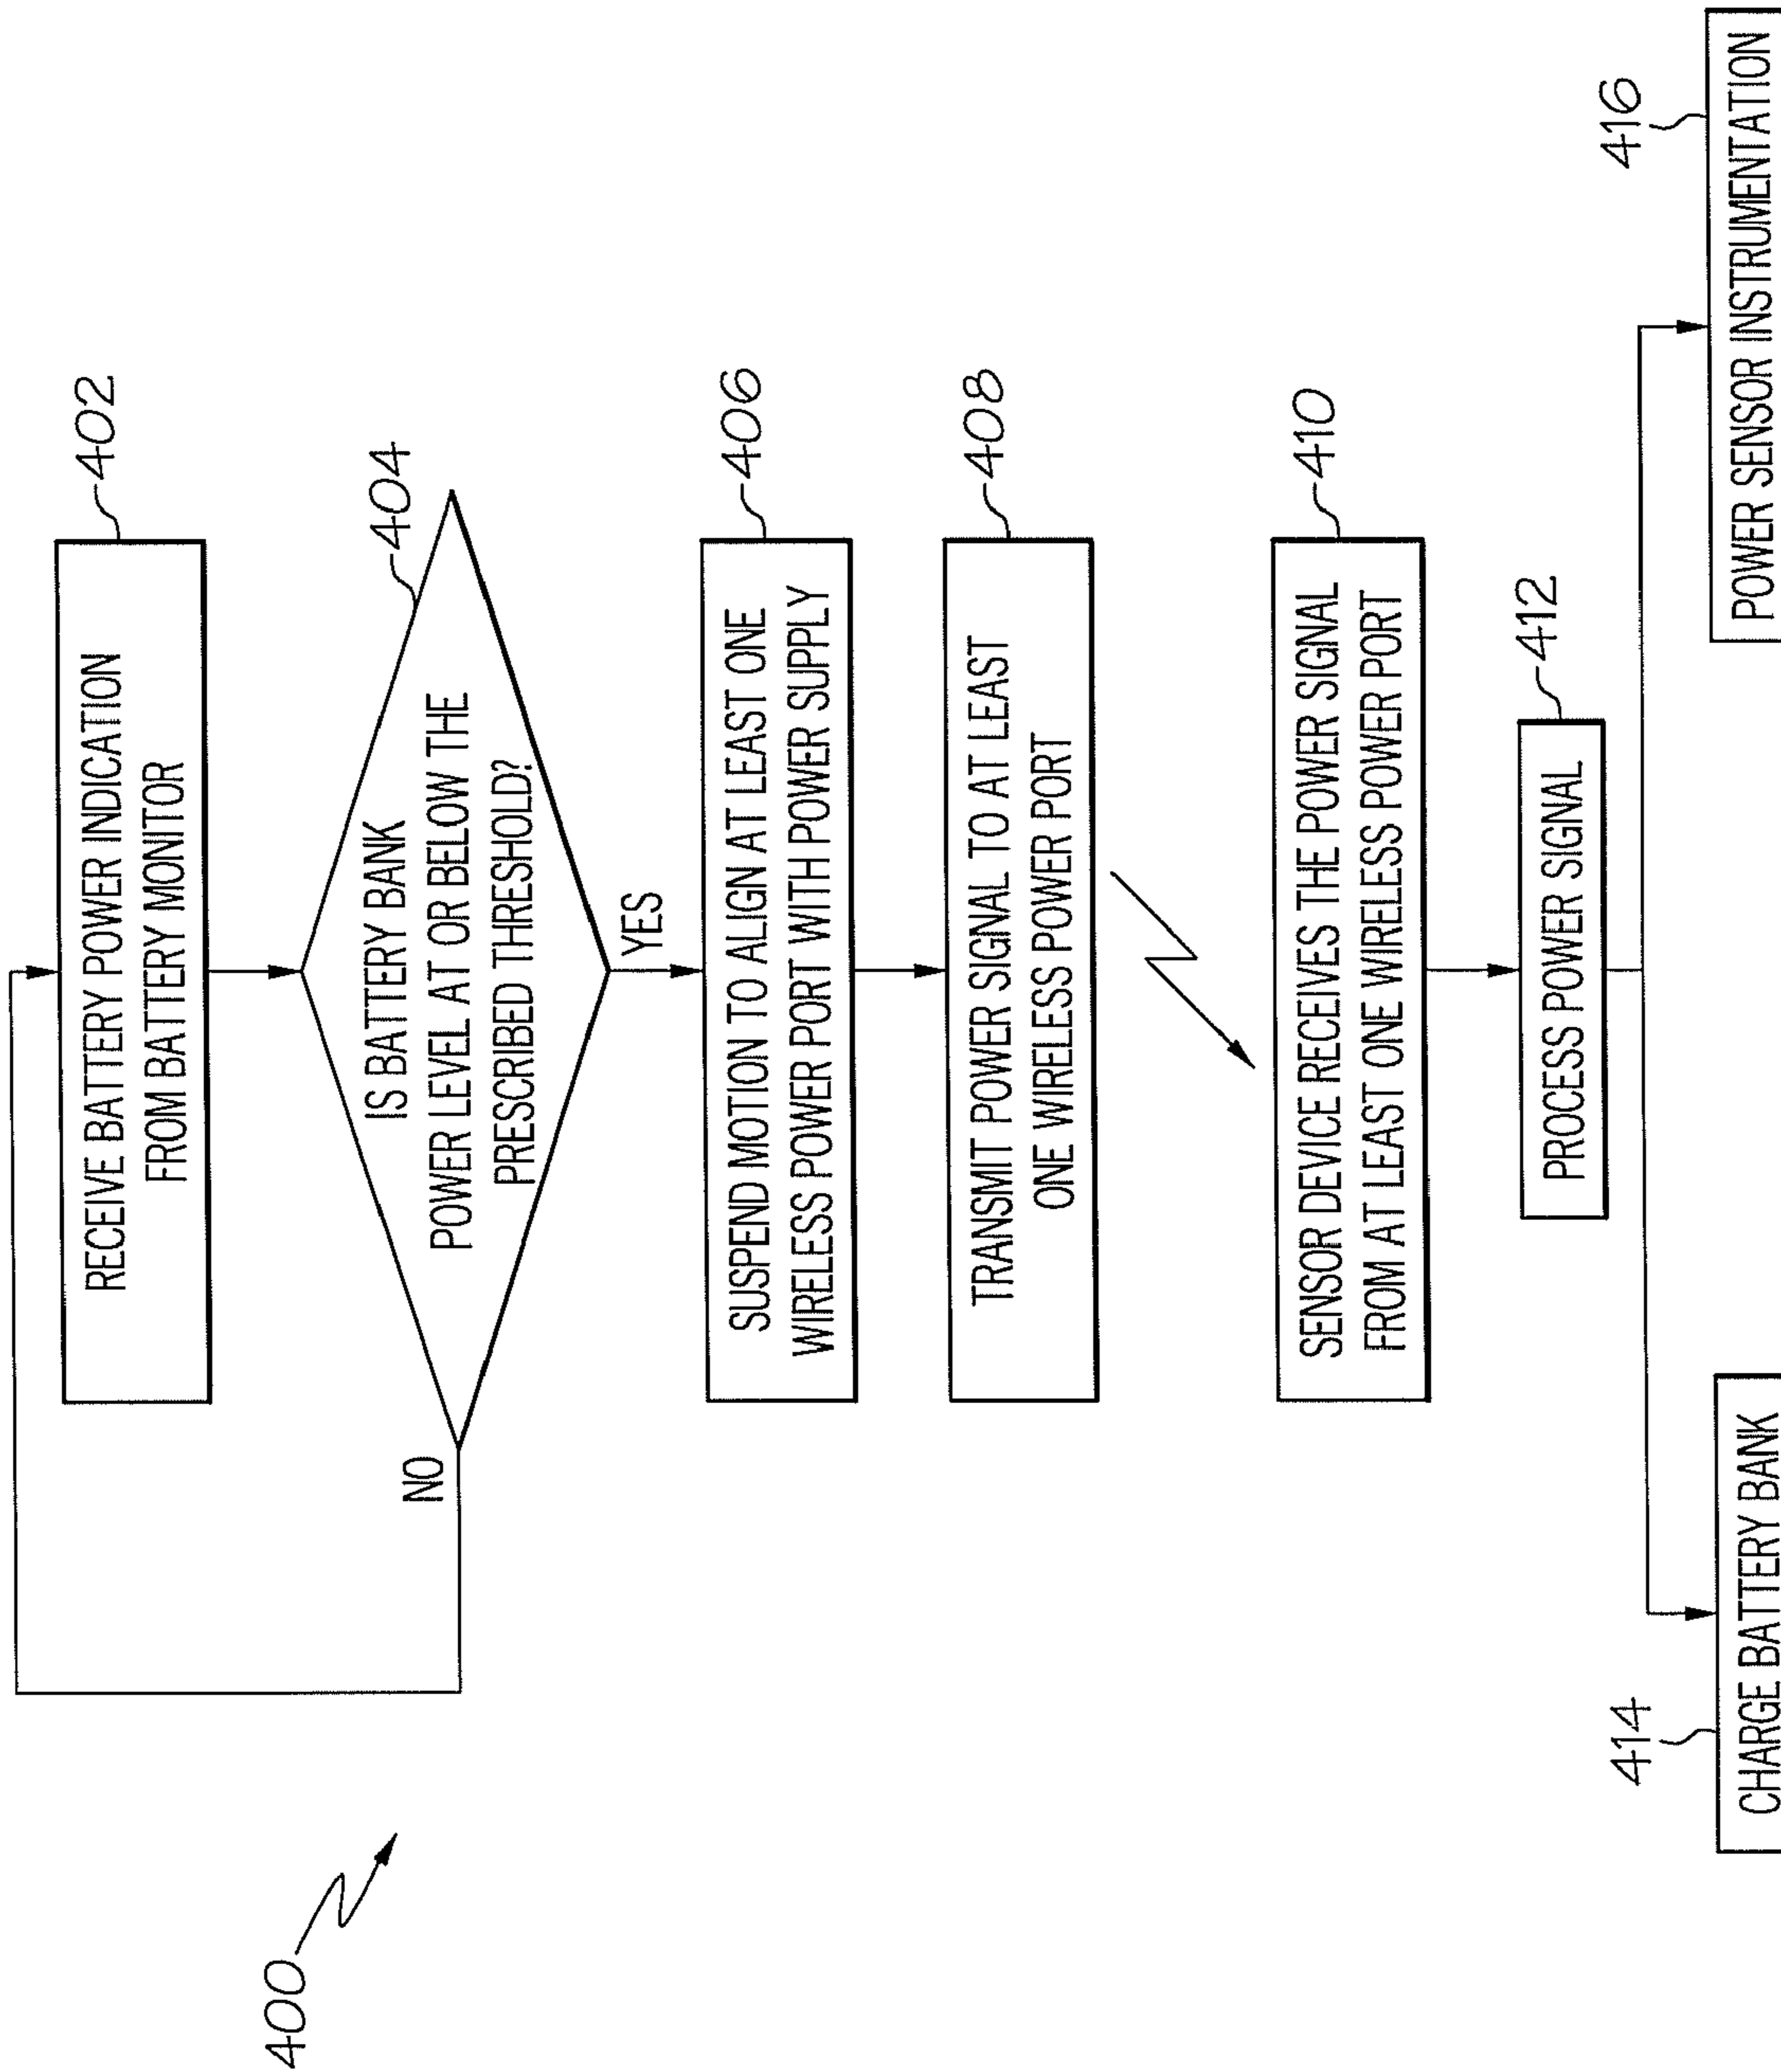 400
402
RECEIVE BATTERY POWER INDICATION
FROM BATTERY MONITOR
404
IS BATTERY BANK
POWER LEVEL AT OR BELOW THE
PRESCRIBED THRESHOLD?
NO
YES
406
SUSPEND MOTION TO ALIGN AT LEAST ONE
WIRELESS POWER PORT WITH POWER SUPPLY
408
TRANSMIT POWER SIGNAL TO AT LEAST
ONE WIRELESS POWER PORT
410
SENSOR DEVICE RECEIVES THE POWER SIGNAL
FROM AT LEAST ONE WIRELESS POWER PORT
412
PROCESS POWER SIGNAL
414
CHARGE BATTERY BANK
416
POWER SENSOR INSTRUMENTATION